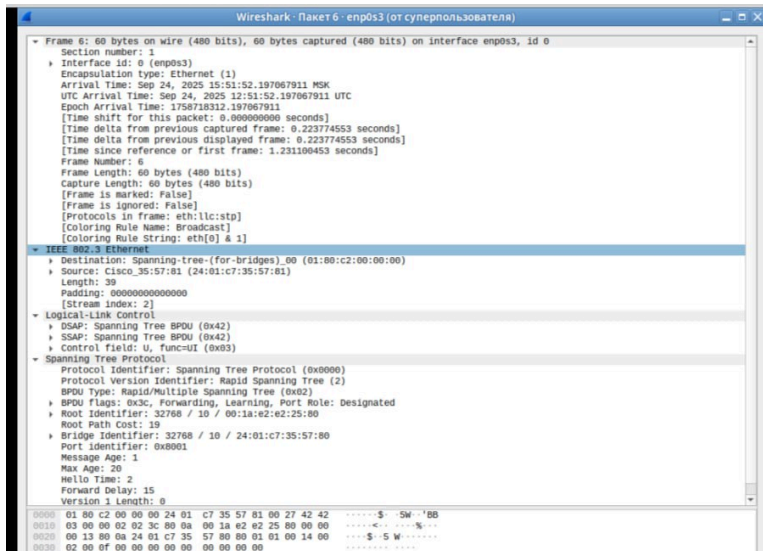 Wireshark · Пакет 6 · enp0s3 (от суперпользователя)
Frame 6: 60 bytes on wire (480 bits), 60 bytes captured (480 bits) on interface enp0s3, id 0
Section number: 1
Interface id: 0 (enp0s3)
Encapsulation type: Ethernet (1)
Arrival Time: Sep 24, 2025 15:51:52.197067911 MSK
UTC Arrival Time: Sep 24, 2025 12:51:52.197067911 UTC
Epoch Arrival Time: 1758718312.197067911
[Time shift for this packet: 0.000000000 seconds]
[Time delta from previous captured frame: 0.223774553 seconds]
[Time delta from previous displayed frame: 0.223774553 seconds]
[Time since reference or first frame: 1.231100453 seconds]
Frame Number: 6
Frame Length: 60 bytes (480 bits)
Capture Length: 60 bytes (480 bits)
[Frame is marked: False]
[Frame is ignored: False]
[Protocols in frame: eth:llc:stp]
[Coloring Rule Name: Broadcast]
[Coloring Rule String: eth[0] & 1]
IEEE 802.3 Ethernet
Destination: Spanning-tree-(for-bridges)_00 (01:80:c2:00:00:00)
Source: Cisco_35:57:81 (24:01:c7:35:57:81)
Length: 39
Padding: 00000000000000
[Stream index: 2]
Logical-Link Control
DSAP: Spanning Tree BPDU (0x42)
SSAP: Spanning Tree BPDU (0x42)
Control field: U, func=UI (0x03)
Spanning Tree Protocol
Protocol Identifier: Spanning Tree Protocol (0x0000)
Protocol Version Identifier: Rapid Spanning Tree (2)
BPDU Type: Rapid/Multiple Spanning Tree (0x02)
BPDU flags: 0x3c, Forwarding, Learning, Port Role: Designated
Root Identifier: 32768 / 10 / 00:1a:e2:e2:25:80
Root Path Cost: 19
Bridge Identifier: 32768 / 10 / 24:01:c7:35:57:80
Port identifier: 0x8001
Message Age: 1
Max Age: 20
Hello Time: 2
Forward Delay: 15
Version 1 Length: 0
0000 01 80 c2 00 00 00 24 01 c7 35 57 81 00 27 42 42 ······$· ·5W··'BB
0010 03 00 00 02 02 3c 80 0a 00 1a e2 e2 25 80 00 00 ·····<·· ····%···
0020 00 13 80 0a 24 01 c7 35 57 80 80 01 01 00 14 00 ····$··5 W·······
0030 02 00 0f 00 00 00 00 00 00 00 00 00 ········ ····